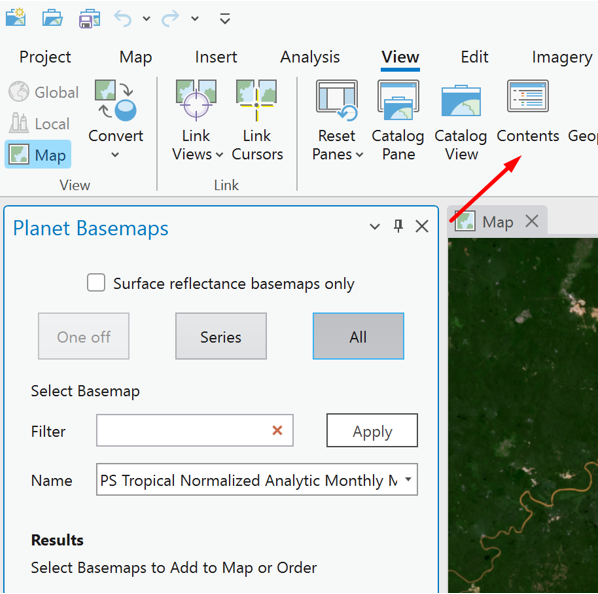 Project Map Insert Analysis View Edit Imagery
Global
Local
Map
Convert
View
Link Views
Link Cursors
Link
Reset Panes
Catalog Pane
Catalog View
Contents
Geop
Planet Basemaps
Map
Surface reflectance basemaps only
One off Series All
Select Basemap
Filter Apply
Name PS Tropical Normalized Analytic Monthly M
Results
Select Basemaps to Add to Map or Order